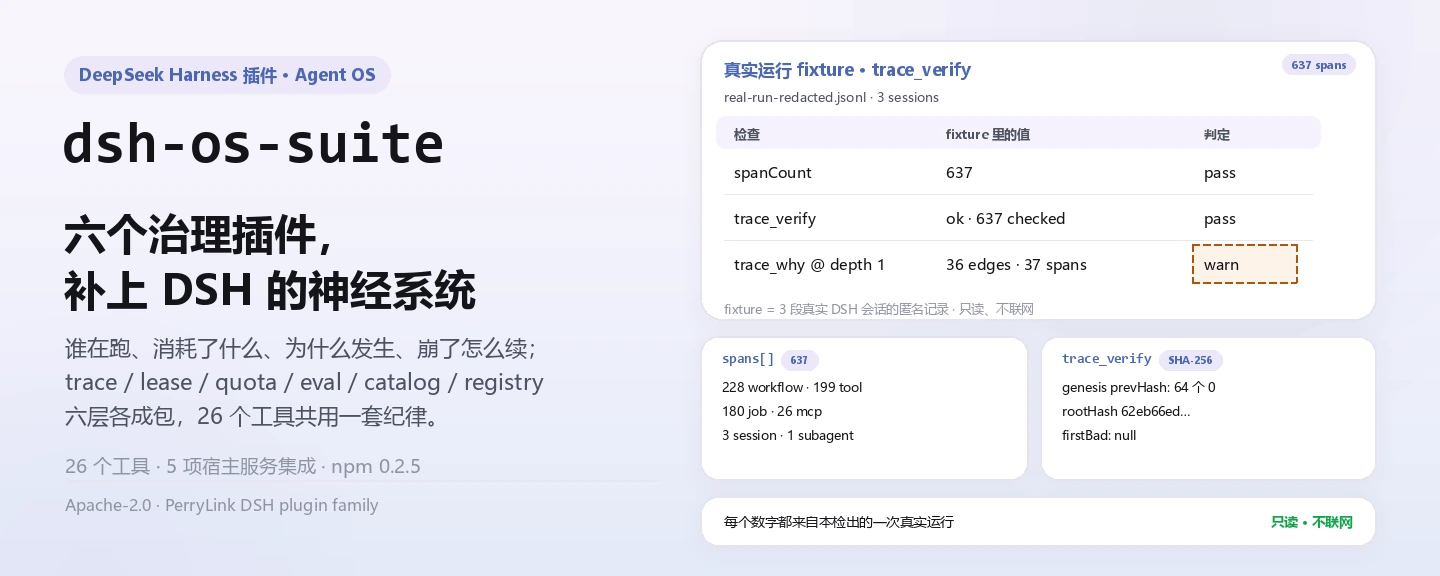 DeepSeek Harness 插件 • Agent OS
dsh-os-suite
六个治理插件，
补上 DSH 的神经系统
谁在跑、消耗了什么、为什么发生、崩了怎么续；
trace / lease / quota / eval / catalog / registry
六层各成包，26 个工具共用一套纪律。
26 个工具 · 5 项宿主服务集成 · npm 0.2.5
Apache-2.0 · PerryLink DSH plugin family
真实运行 fixture • trace_verify
637 spans
real-run-redacted.jsonl · 3 sessions
检查 fixture 里的值 判定
spanCount 637 pass
trace_verify ok · 637 checked pass
trace_why @ depth 1 36 edges · 37 spans warn
fixture = 3 段真实 DSH 会话的匿名记录 · 只读、不联网
spans[] 637
228 workflow · 199 tool
180 job · 26 mcp
3 session · 1 subagent
trace_verify SHA-256
genesis prevHash: 64 个 0
rootHash 62eb66ed…
firstBad: null
每个数字都来自本检出的一次真实运行
只读 • 不联网